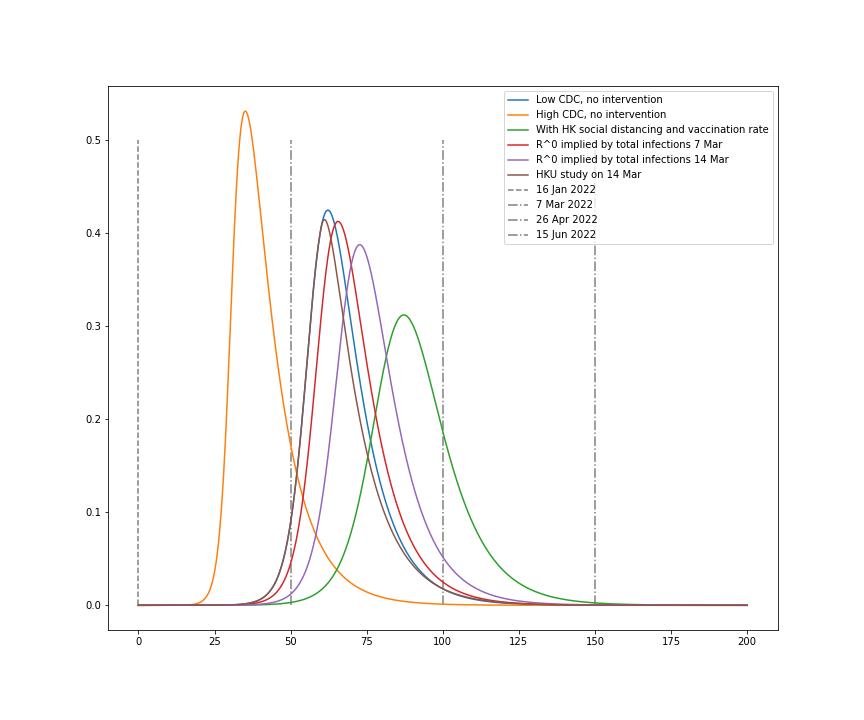 Low CDC, no intervention
High CDC, no intervention
With HK social distancing and vaccination rate
R^0 implied by total infections 7 Mar
R^0 implied by total infections 14 Mar
HKU study on 14 Mar
16 Jan 2022
7 Mar 2022
26 Apr 2022
15 Jun 2022
0.5
0.4
0.3
0.2
0.1
0.0
0 25 50 75 100 125 150 175 200